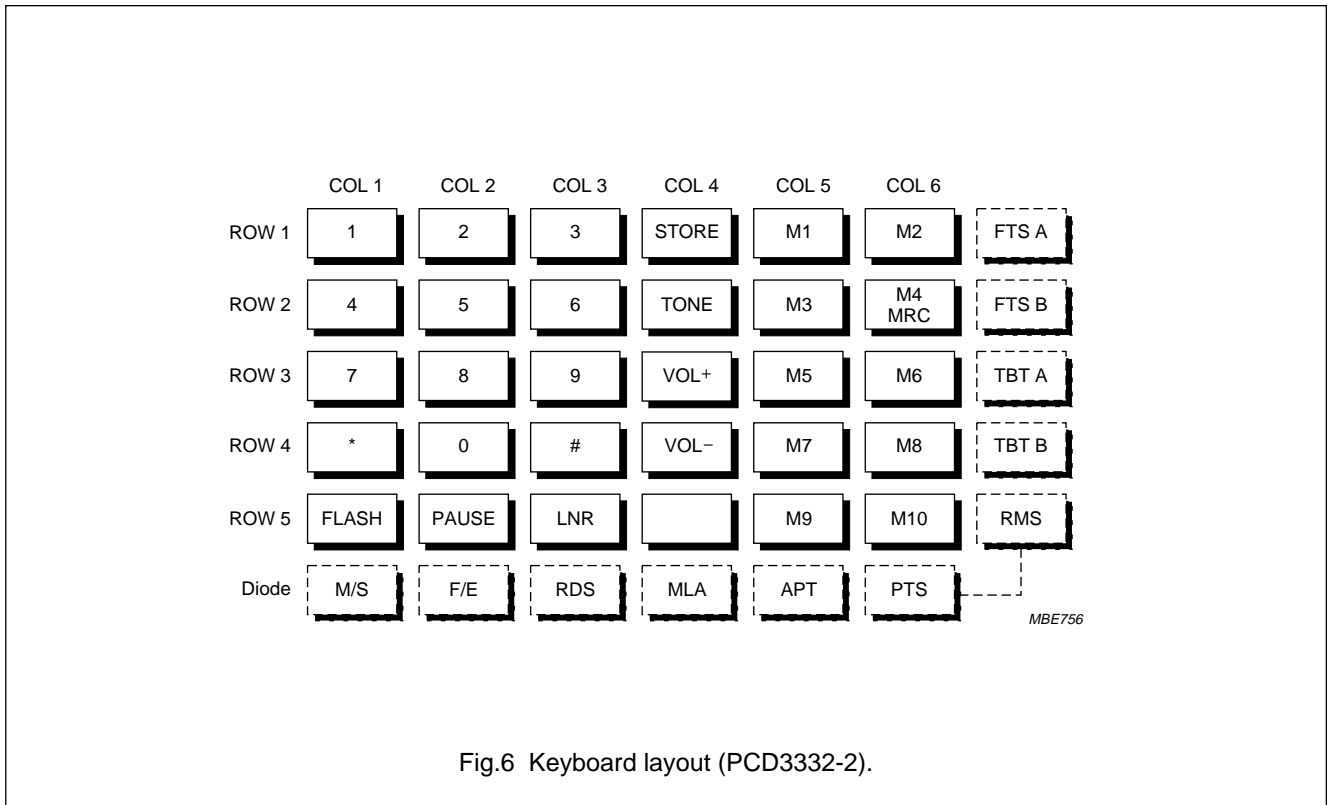 COL 1 COL 2 COL 3 COL 4 COL 5 COL 6
ROW 1 1 2 3 STORE M1 M2 FTS A
ROW 2 4 5 6 TONE M3 M4 MRC FTS B
ROW 3 7 8 9 VOL+ M5 M6 TBT A
ROW 4 * 0 # VOL− M7 M8 TBT B
ROW 5 FLASH PAUSE LNR M9 M10 RMS
Diode M/S F/E RDS MLA APT PTS
MBE756
Fig.6 Keyboard layout (PCD3332-2).